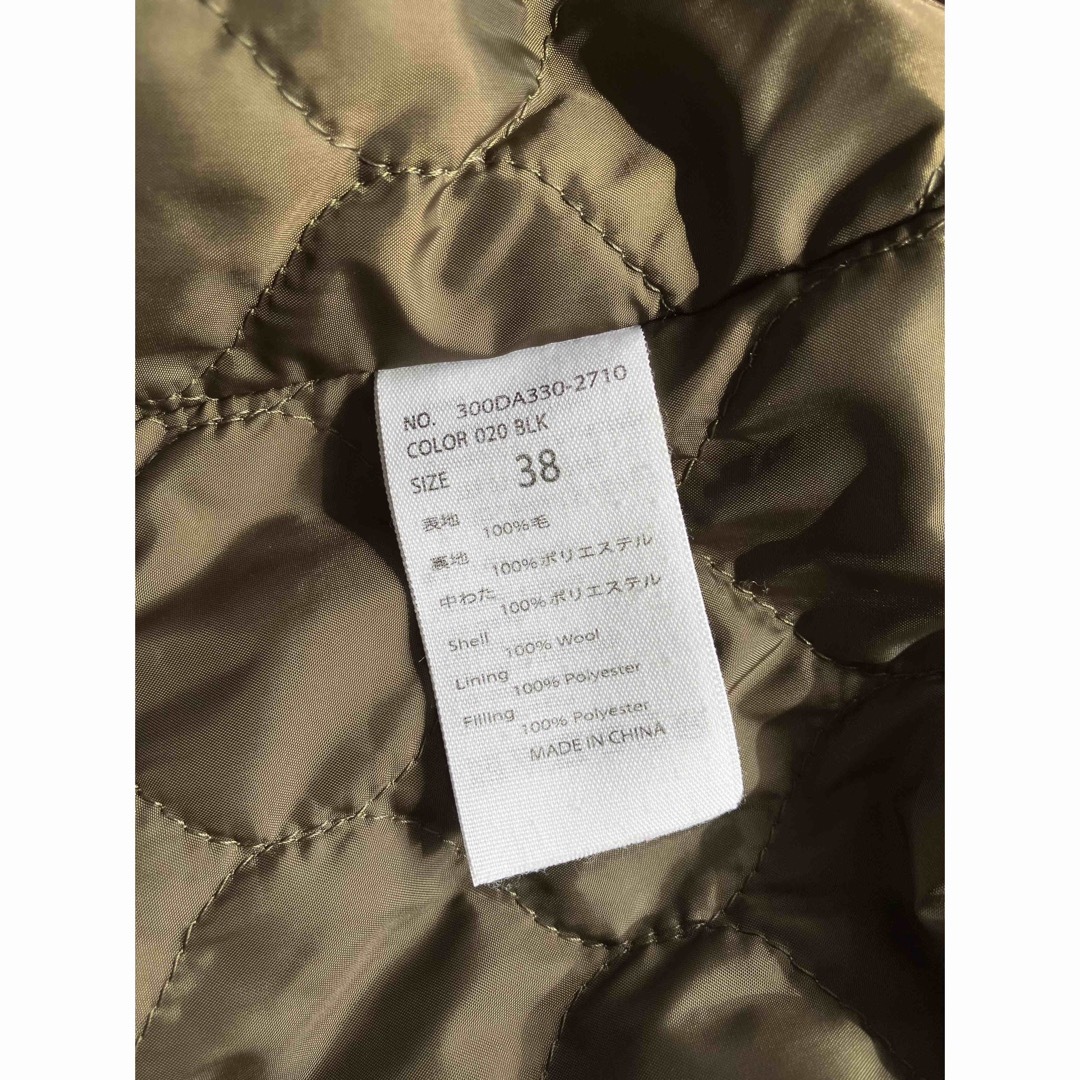 NO. 300DA330-2710
COLOR 020 BLK
SIZE 38
表地 100%毛
裏地 100%ポリエステル
中わた 100%ポリエステル
Shell 100% Wool
Lining 100% Polyester
Filling 100% Polyester
MADE IN CHINA